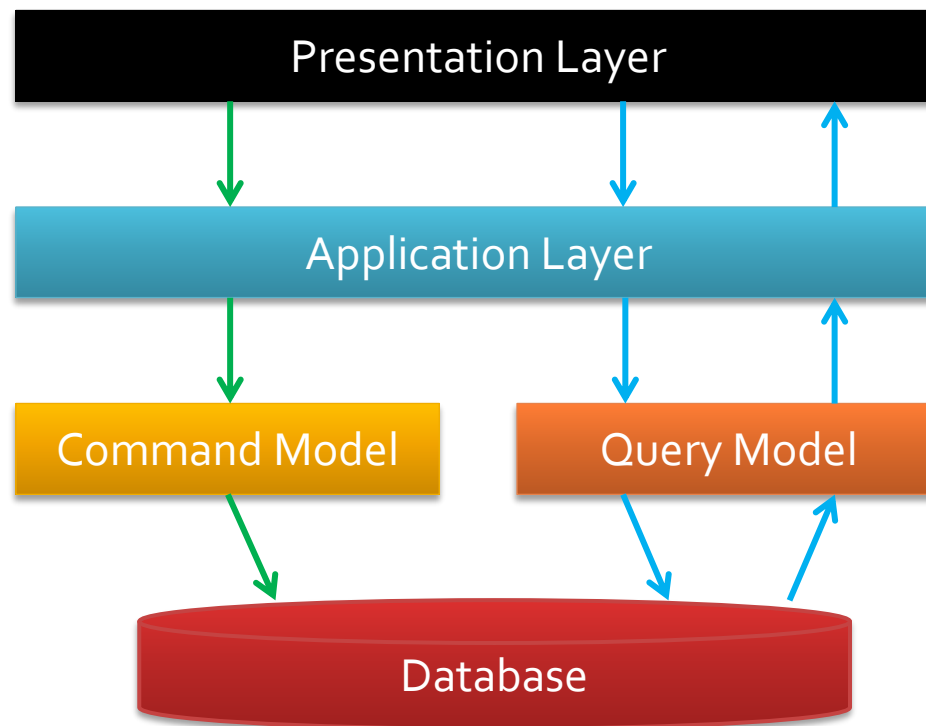 Presentation Layer
Application Layer
Command Model
Query Model
Database